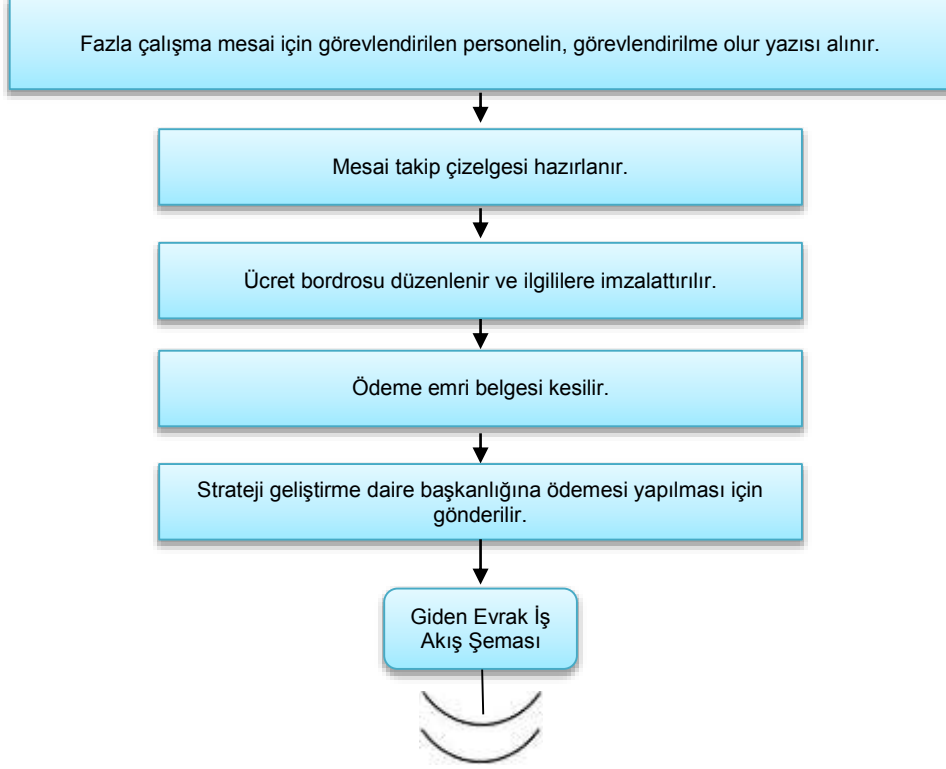 Fazla çalışma mesai için görevlendirilen personelin, görevlendirilme olur yazısı alınır.
Mesai takip çizelgesi hazırlanır.
Ücret bordrosu düzenlenir ve ilgililere imzalattırılır.
Ödeme emri belgesi kesilir.
Strateji geliştirme daire başkanlığına ödemesi yapılması için
gönderilir.
Giden Evrak İş
Akış Şeması